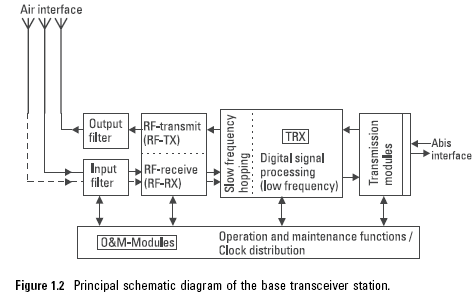 Air interface
Output
filter
RF-transmit
(RF-TX)
Input
filter
RF-receive
(RF-RX)
Slow frequency
hopping
TRX
Digital signal
processing
(low frequency)
Transmission
modules
Abis
interface
O&M-Modules
Operation and maintenance functions /
Clock distribution
Figure 1.2 Principal schematic diagram of the base transceiver station.